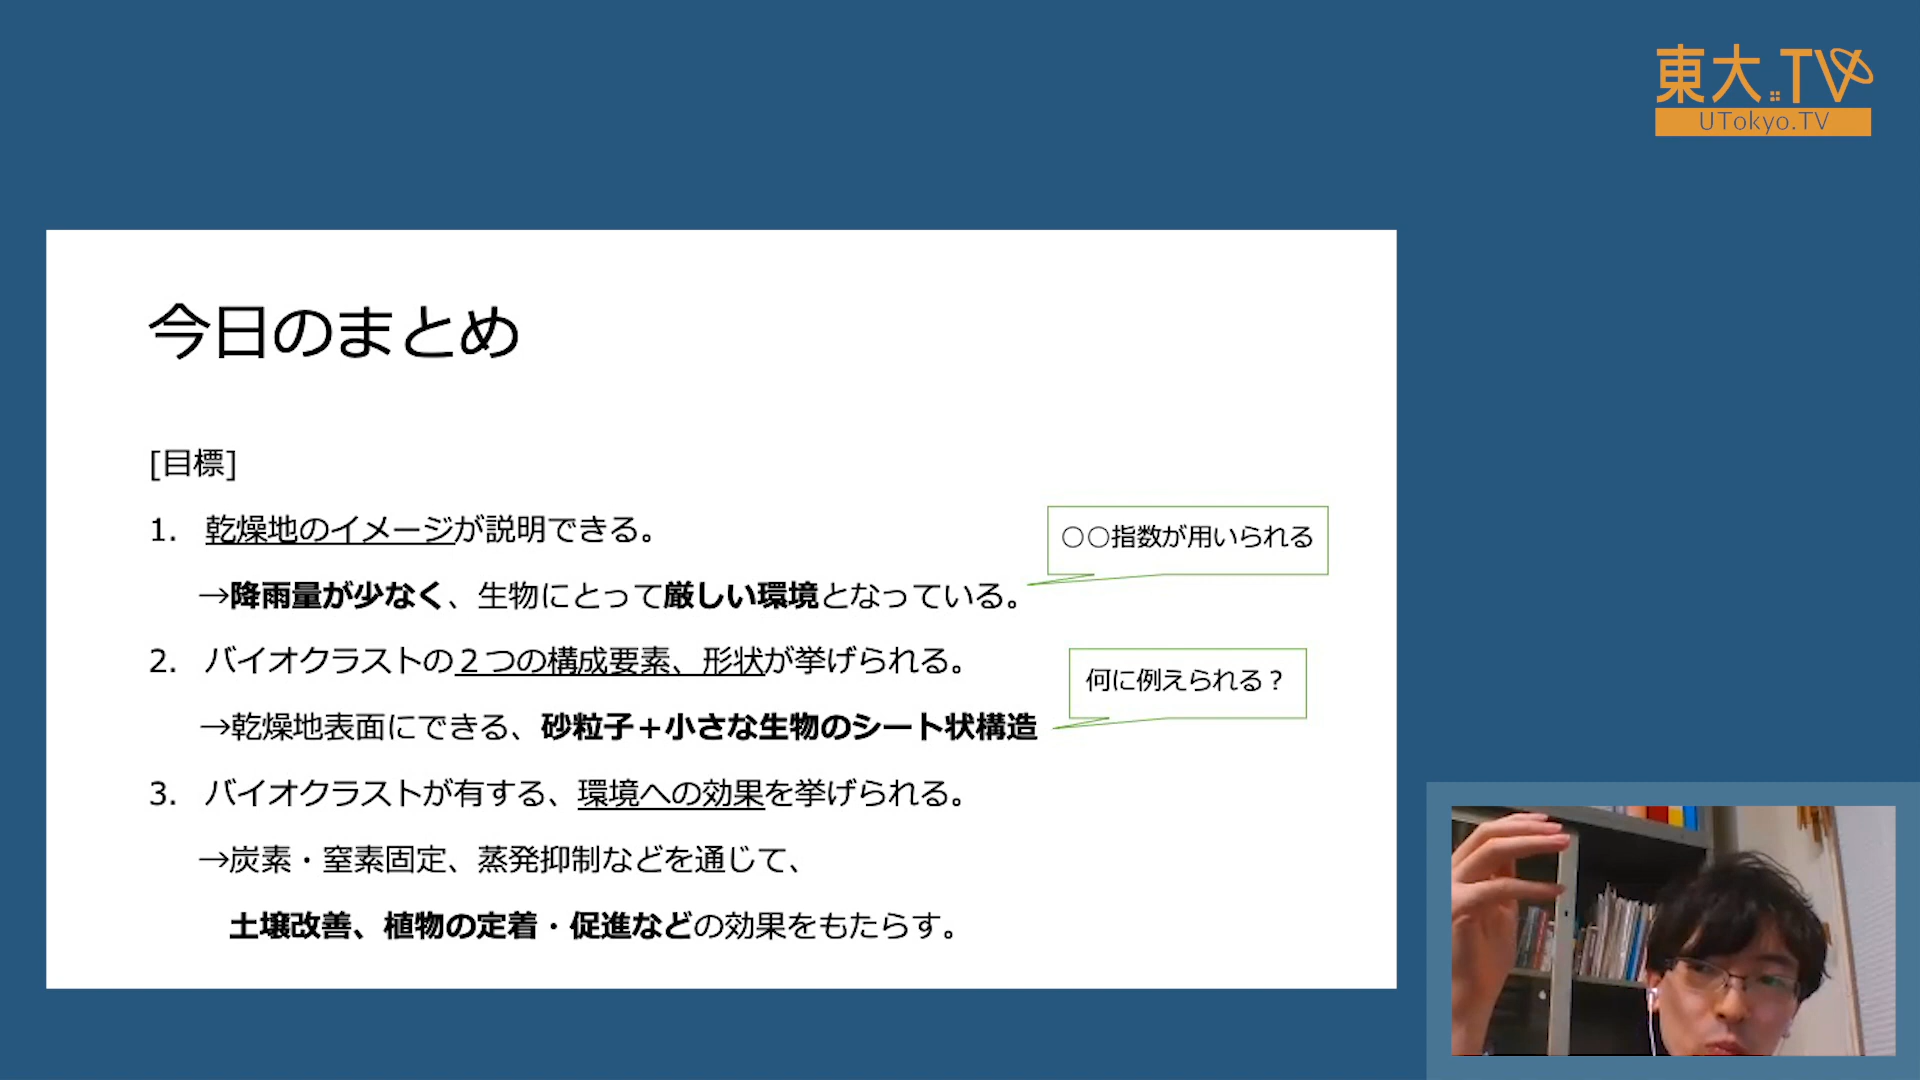 東大.TV
UTokyo.TV
今日のまとめ
[目標]
1. 乾燥地のイメージが説明できる。
○○指数が用いられる
→降雨量が少なく、生物にとって厳しい環境となっている。
2. バイオクラストの２つの構成要素、形状が挙げられる。
何に例えられる？
→乾燥地表面にできる、砂粒子＋小さな生物のシート状構造
3. バイオクラストが有する、環境への効果を挙げられる。
→炭素・窒素固定、蒸発抑制などを通じて、
土壌改善、植物の定着・促進などの効果をもたらす。